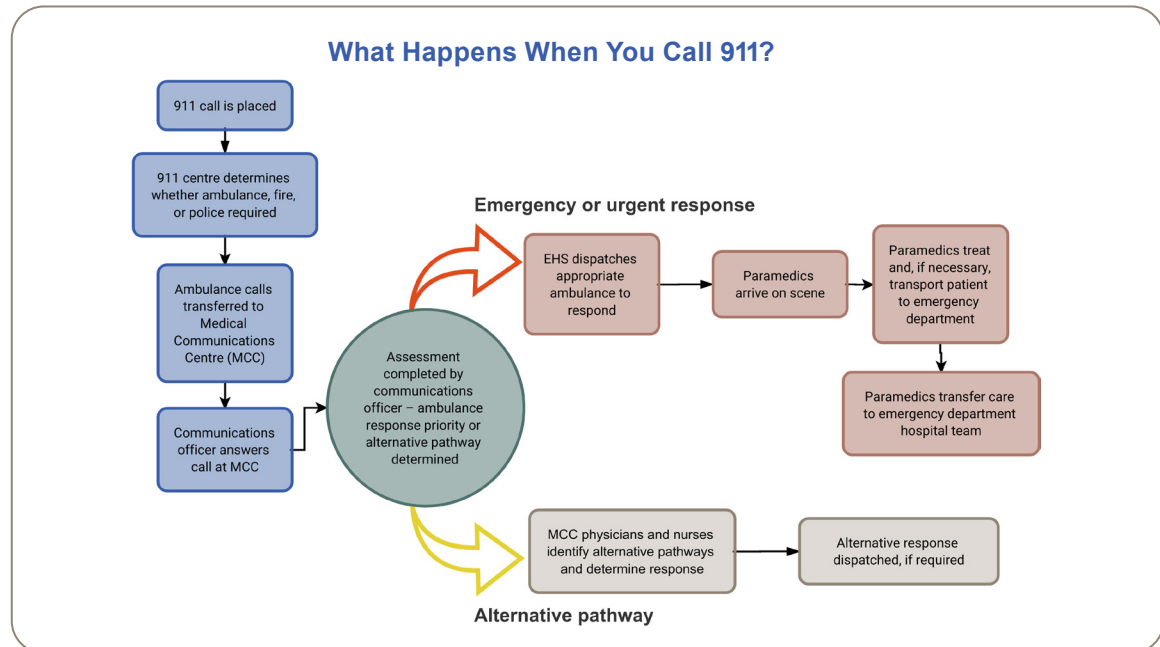 What Happens When You Call 911?
911 call is placed
911 centre determines
whether ambulance, fire,
or police required
Ambulance calls
transferred to
Medical
Communications
Centre (MCC)
Communications
officer answers
call at MCC
Assessment
completed by
communications
officer – ambulance
response priority or
alternative pathway
determined
Emergency or urgent response
EHS dispatches
appropriate
ambulance to
respond
Paramedics
arrive on scene
Paramedics treat
and, if necessary,
transport patient
to emergency
department
Paramedics transfer care
to emergency department
hospital team
MCC physicians and nurses
identify alternative pathways
and determine response
Alternative response
dispatched, if required
Alternative pathway